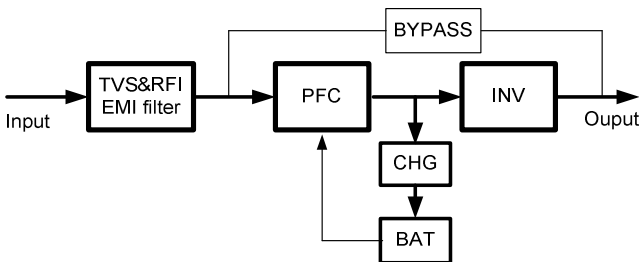 BYPASS
TVS&RFI
EMI filter
PFC
INV
Input
Ouput
CHG
BAT